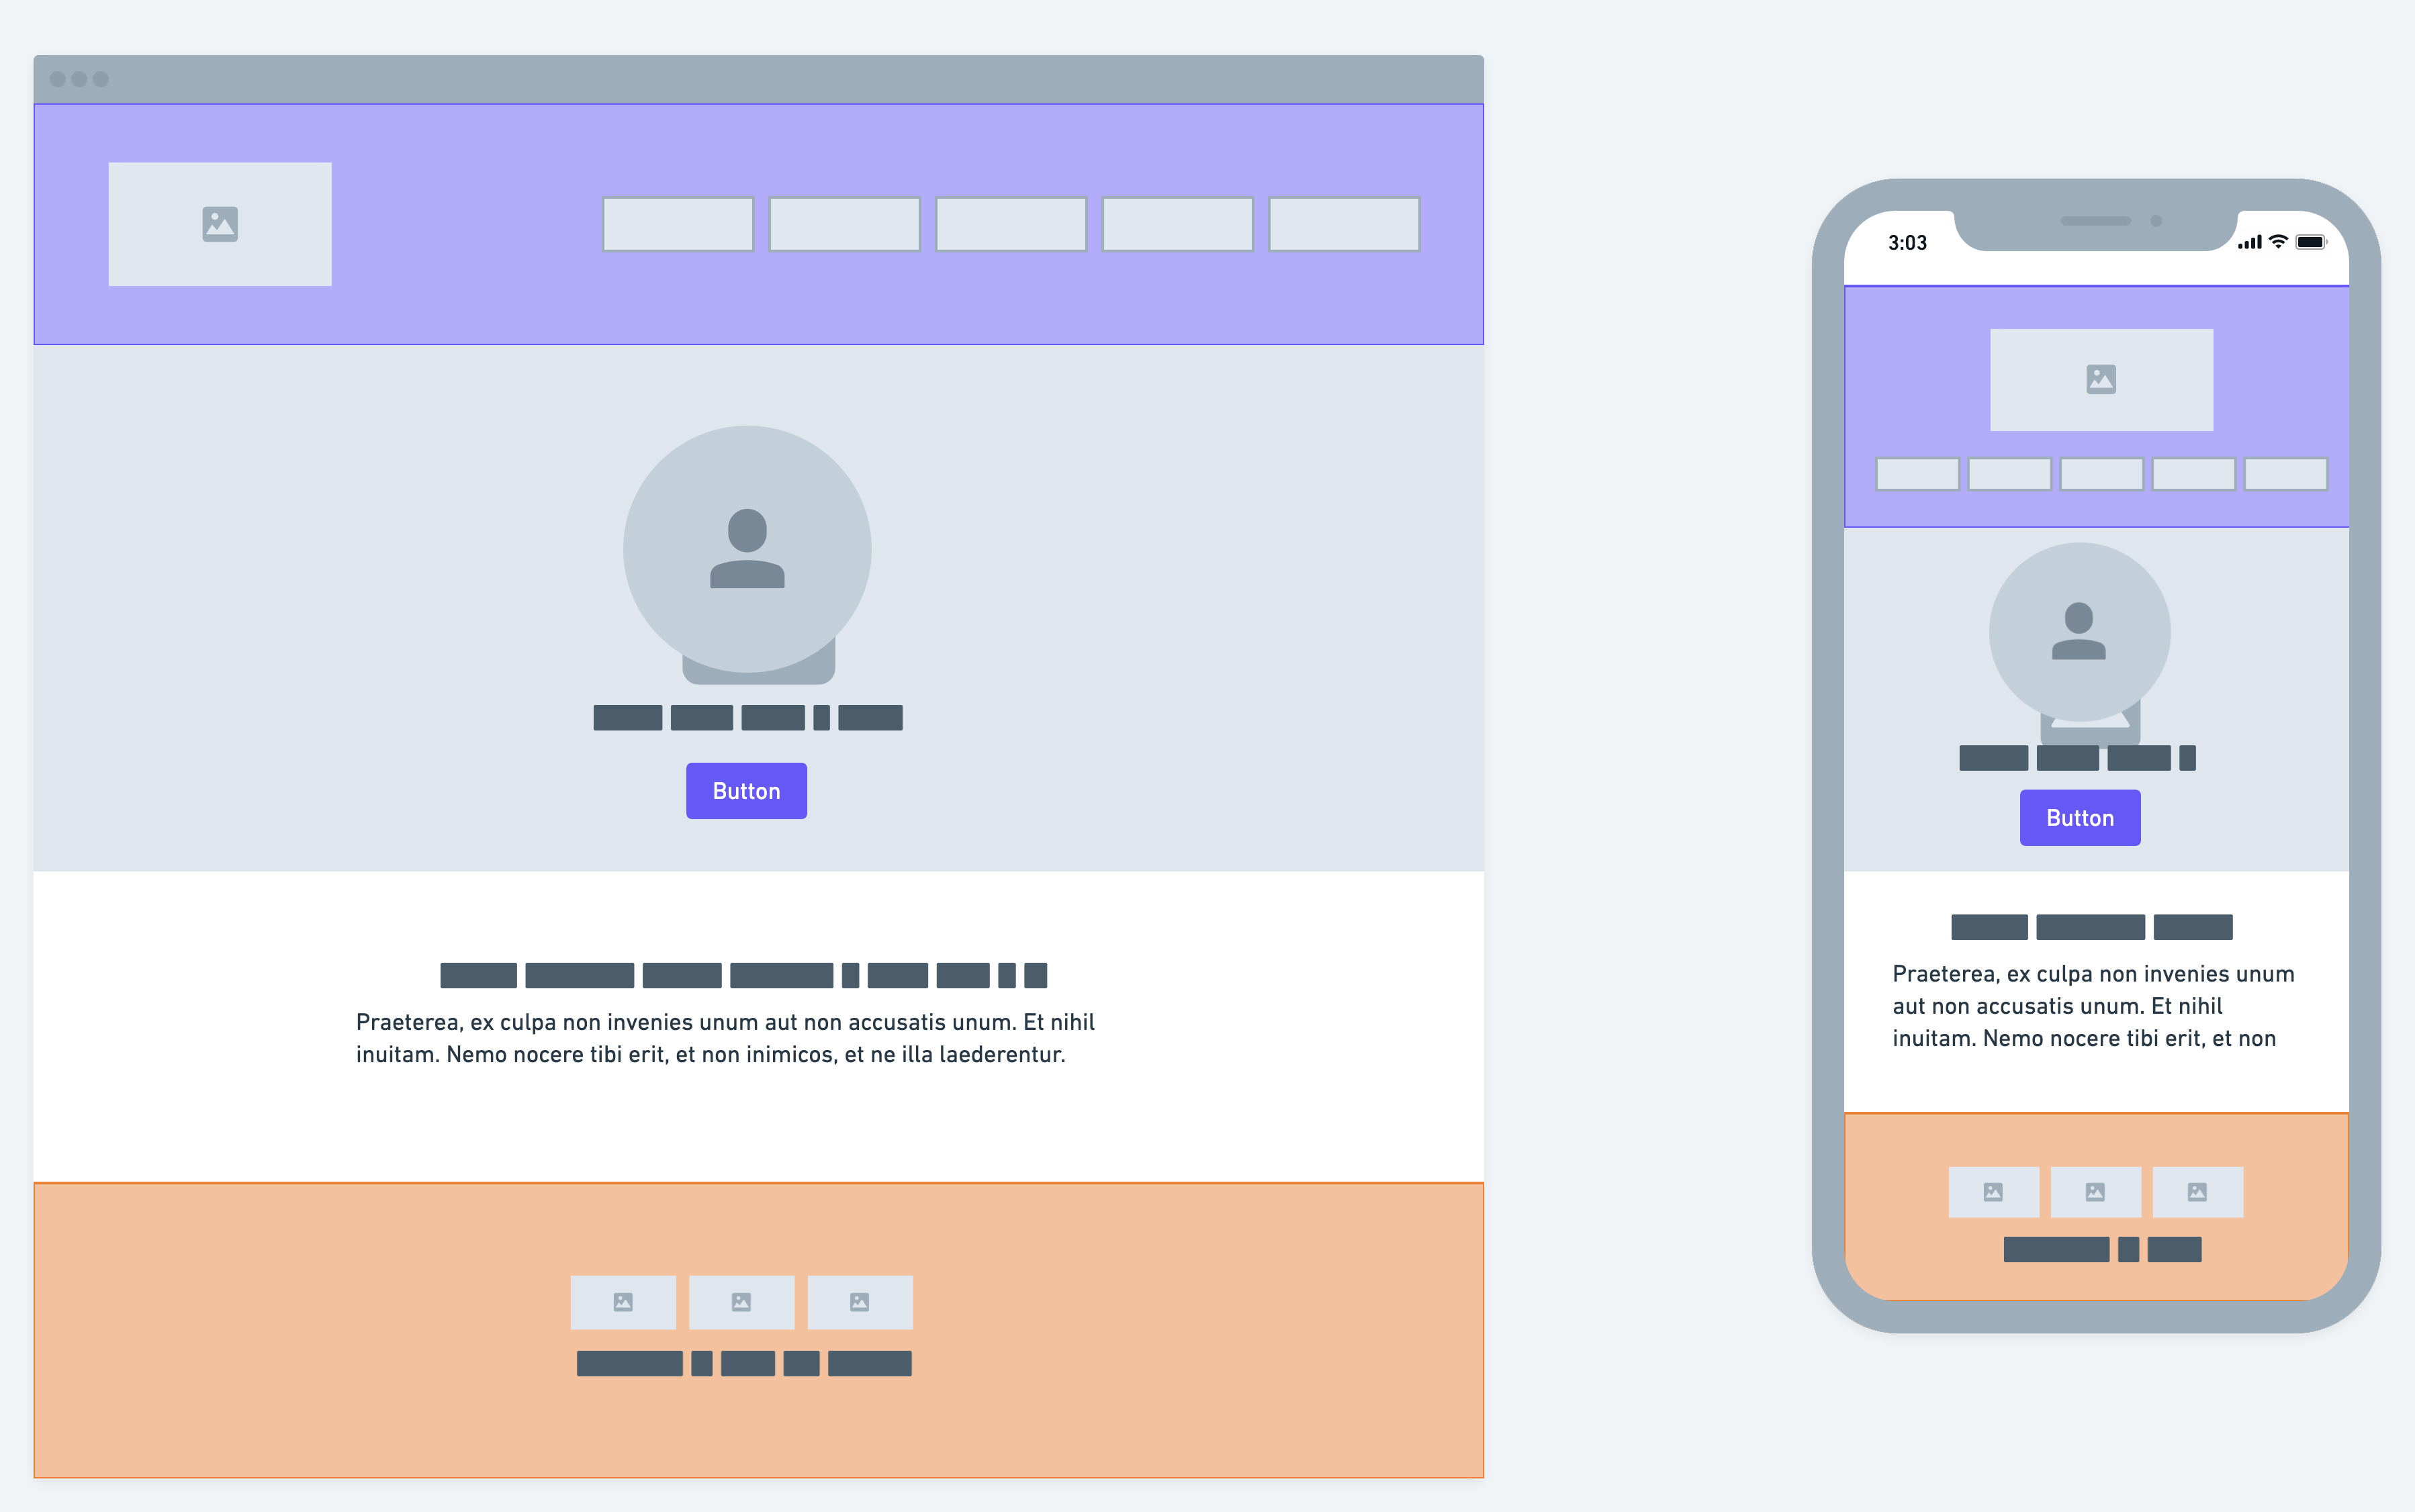 Button
Praeterea, ex culpa non invenies unum aut non accusatis unum. Et nihil
inuitam. Nemo nocere tibi erit, et non inimicos, et ne illa laederentur.
3:03
Button
Praeterea, ex culpa non invenies unum
aut non accusatis unum. Et nihil
inuitam. Nemo nocere tibi erit, et non